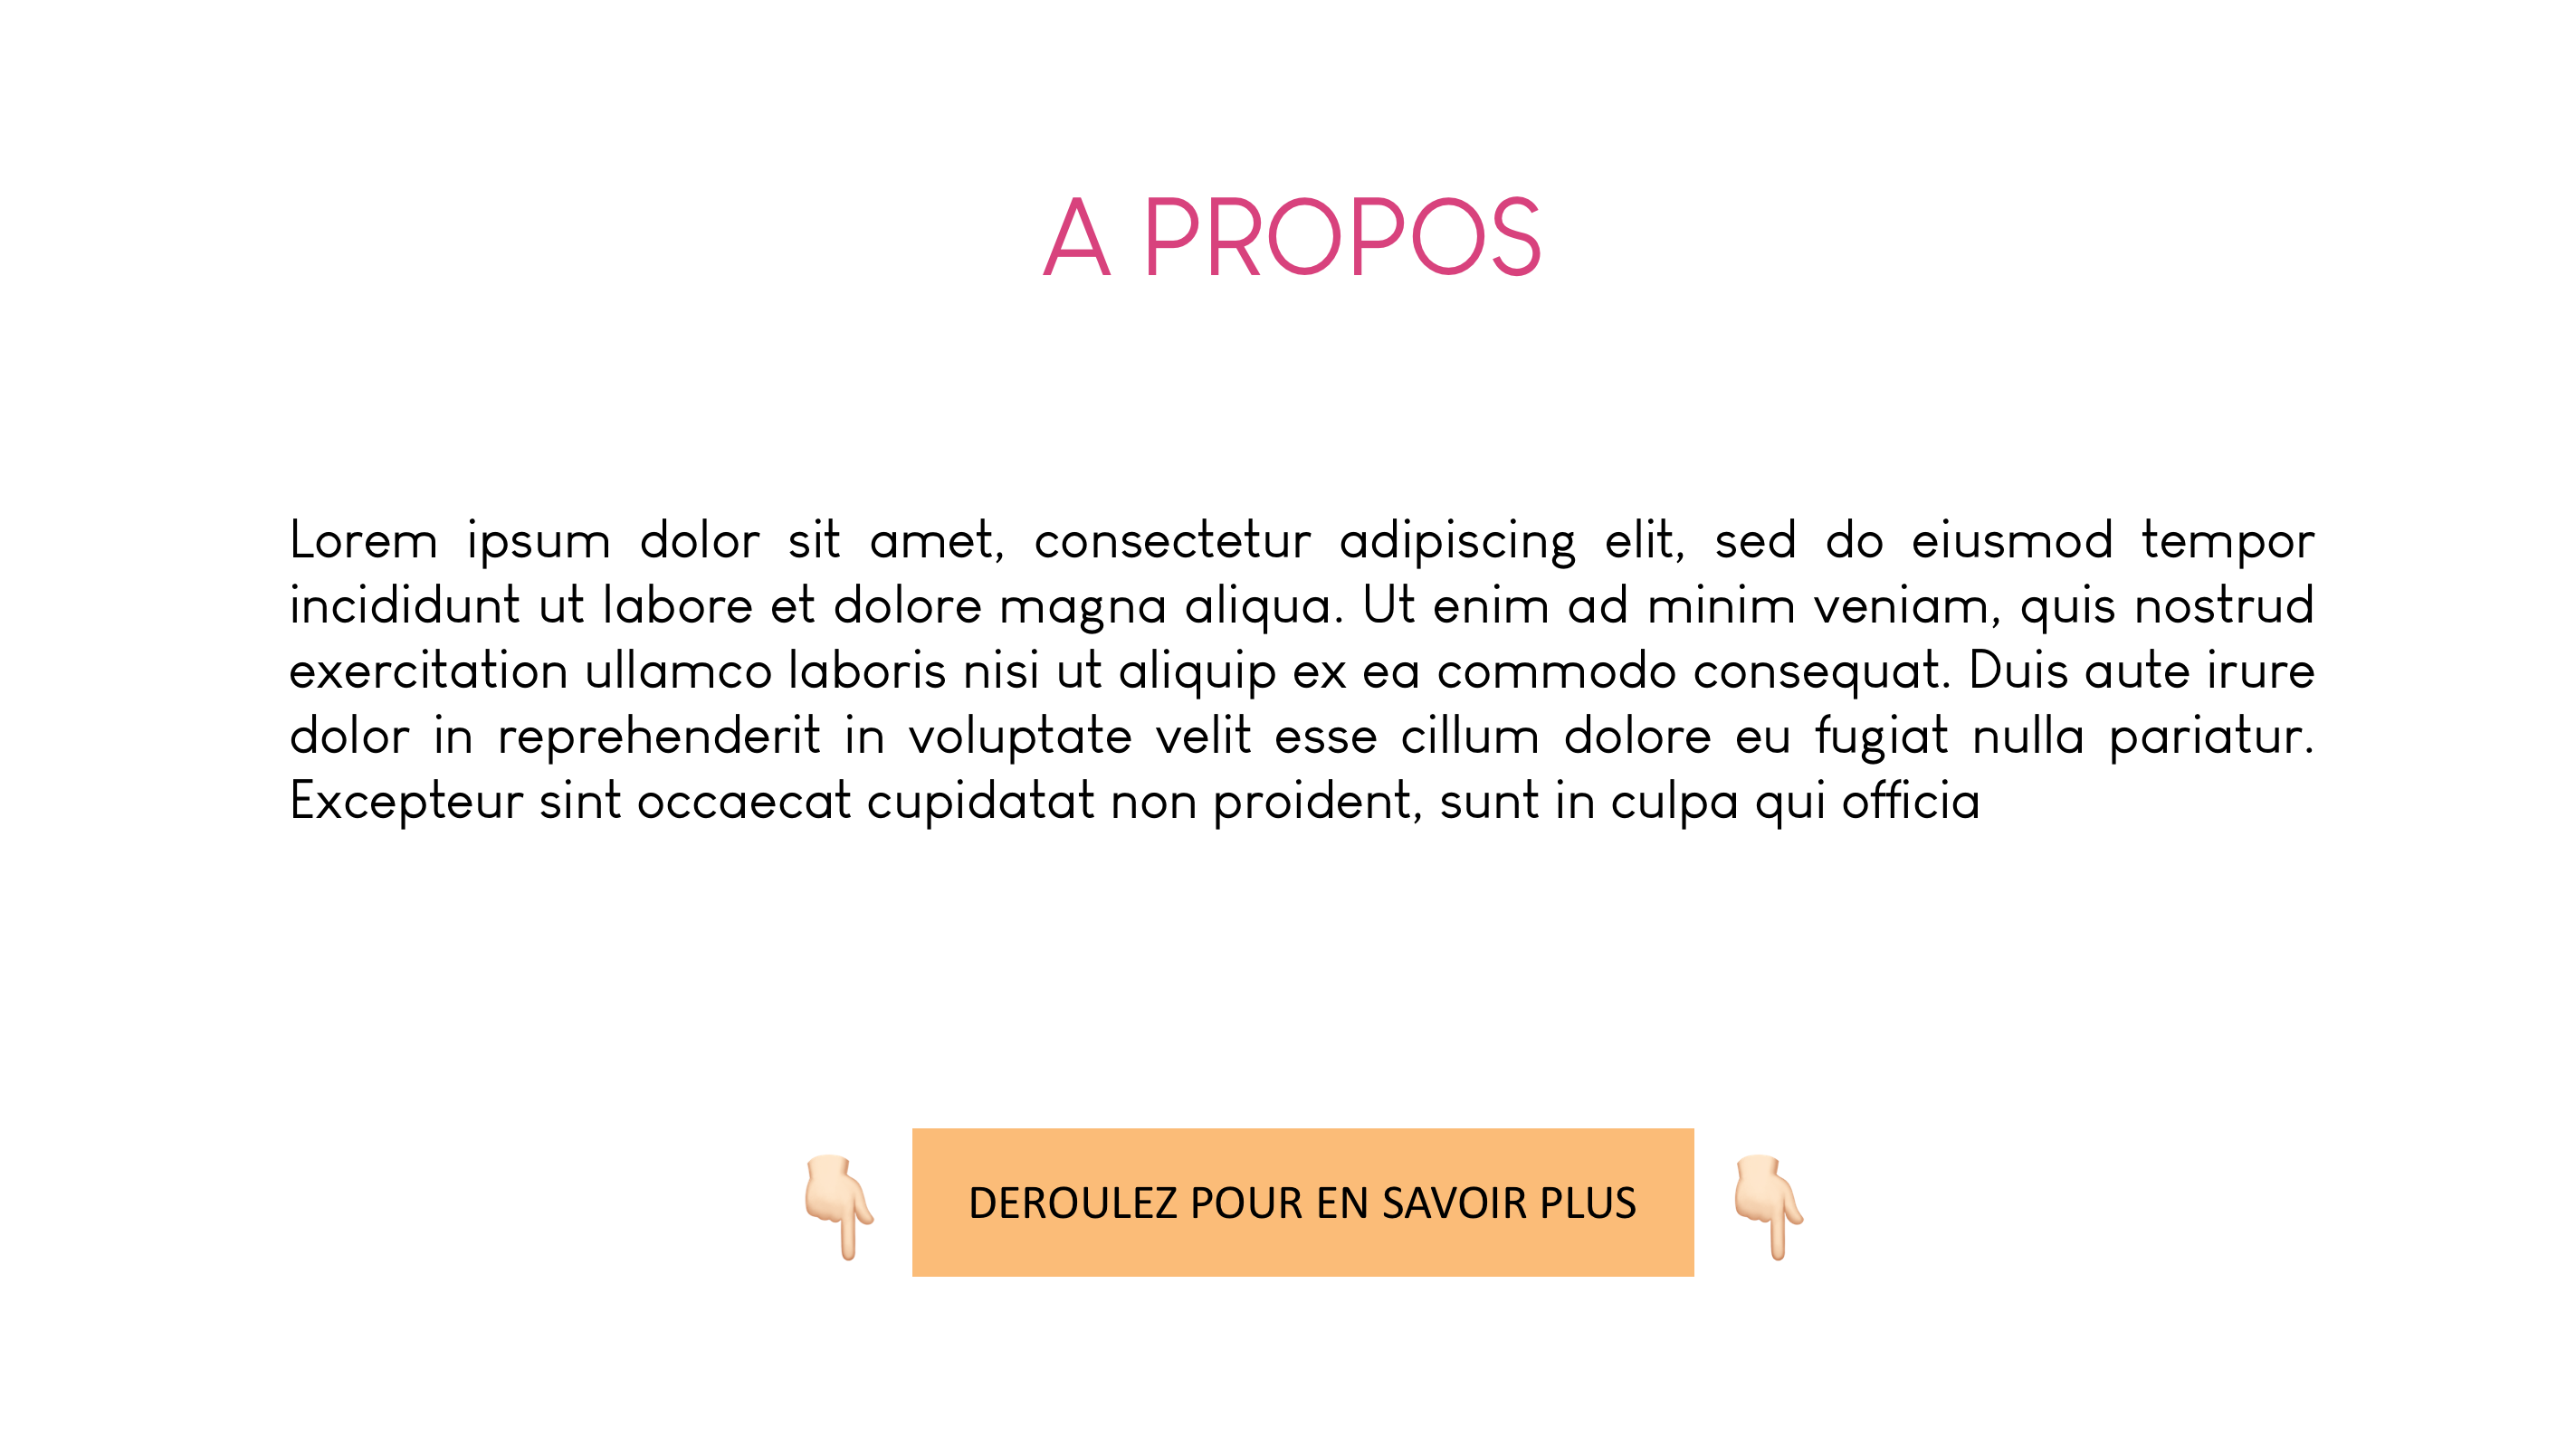 A PROPOS
Lorem ipsum dolor sit amet, consectetur adipiscing elit, sed do eiusmod tempor
incididunt ut labore et dolore magna aliqua. Ut enim ad minim veniam, quis nostrud
exercitation ullamco laboris nisi ut aliquip ex ea commodo consequat. Duis aute irure
dolor in reprehenderit in voluptate velit esse cillum dolore eu fugiat nulla pariatur.
Excepteur sint occaecat cupidatat non proident, sunt in culpa qui officia
DEROULEZ POUR EN SAVOIR PLUS